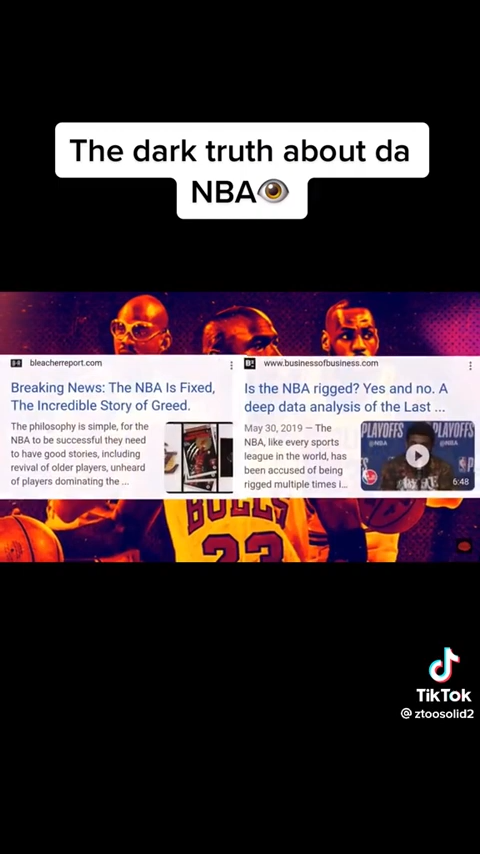 The dark truth about da
NBA👁️
bleacherreport.com
Breaking News: The NBA Is Fixed,
The Incredible Story of Greed.
The philosophy is simple, for the
NBA to be successful they need
to have good stories, including
revival of older players, unheard
of players dominating the ...
www.businessofbusiness.com
Is the NBA rigged? Yes and no. A
deep data analysis of the Last ...
May 30, 2019 — The
NBA, like every sports
league in the world, has
been accused of being
rigged multiple times i...
PLAYOFFS
@NBA
PLAYOFFS
@NBA
6:48
BULLS
23
TikTok
@ztoosolid2